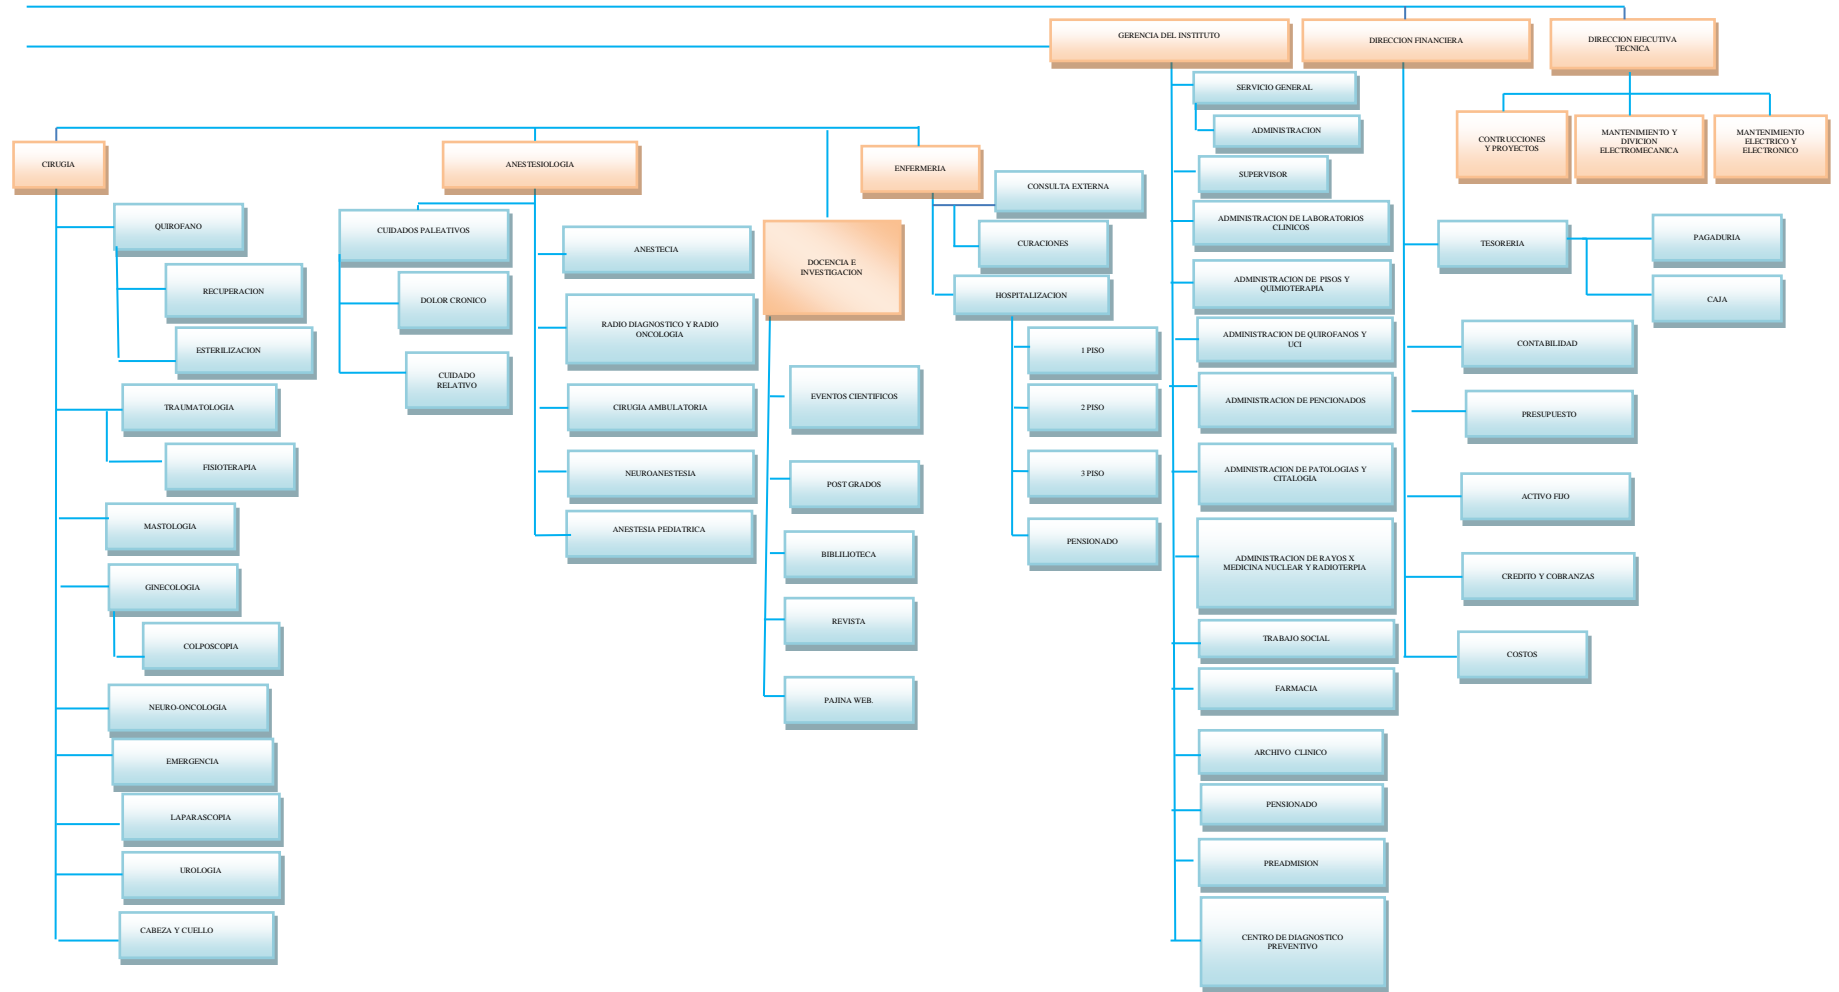 GERENCIA DEL INSTITUTO
DIRECCION FINANCIERA
DIRECCION EJECUTIVA
TECNICA
SERVICIO GENERAL
ADMINISTRACION
SUPERVISOR
ADMINISTRACION DE LABORATORIOS
CLINICOS
ADMINISTRACION DE PISOS Y
QUIMIOTERAPIA
ADMINISTRACION DE QUIROFANOS Y
UCI
ADMINISTRACION DE PENCIONADOS
ADMINISTRACION DE PATOLOGIAS Y
CITALOGIA
ADMINISTRACION DE RAYOS X
MEDICINA NUCLEAR Y RADIOTERPIA
TRABAJO SOCIAL
FARMACIA
ARCHIVO CLINICO
PENSIONADO
PREADMISION
CENTRO DE DIAGNOSTICO
PREVENTIVO
CONTRUCCIONES
Y PROYECTOS
MANTENIMIENTO Y
DIVICION
ELECTROMECANICA
MANTENIMIENTO
ELECTRICO Y
ELECTRONICO
TESORERIA
PAGADURIA
CAJA
CONTABILIDAD
PRESUPUESTO
ACTIVO FIJO
CREDITO Y COBRANZAS
COSTOS
CIRUGIA
QUIROFANO
RECUPERACION
ESTERILIZACION
TRAUMATOLOGIA
FISIOTERAPIA
MASTOLOGIA
GINECOLOGIA
COLPOSCOPIA
NEURO-ONCOLOGIA
EMERGENCIA
LAPARASCOPIA
UROLOGIA
CABEZA Y CUELLO
ANESTESIOLOGIA
CUIDADOS PALEATIVOS
DOLOR CRONICO
CUIDADO
RELATIVO
ANESTECIA
RADIO DIAGNOSTICO Y RADIO
ONCOLOGIA
CIRUGIA AMBULATORIA
NEUROANESTESIA
ANESTESIA PEDIATRICA
DOCENCIA E
INVESTIGACION
EVENTOS CIENTIFICOS
POST GRADOS
BIBLILIOTECA
REVISTA
PAJINA WEB.
ENFERMERIA
CONSULTA EXTERNA
CURACIONES
HOSPITALIZACION
1 PISO
2 PISO
3 PISO
PENSIONADO